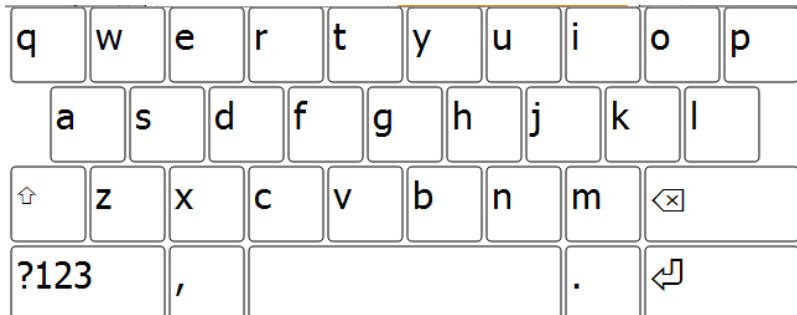 q w e r t y u i o p
a s d f g h j k l
⇧ z x c v b n m ⌫
?123 , . ⏎